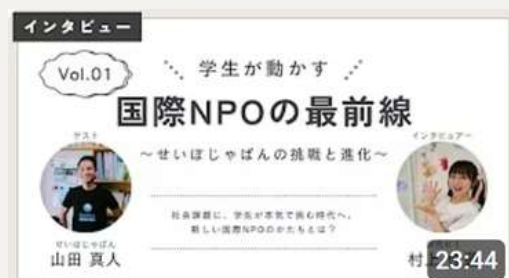 インタビュー
Vol.01
学生が動かす
国際NPOの最前線
〜せいぼじゃぱんの挑戦と進化〜
ゲスト
インタビュアー
社会課題に、学生が本気で挑む時代へ。
新しい国際NPOのかたちとは？
せいぼじゃぱん
山田 真人
村上
23:44